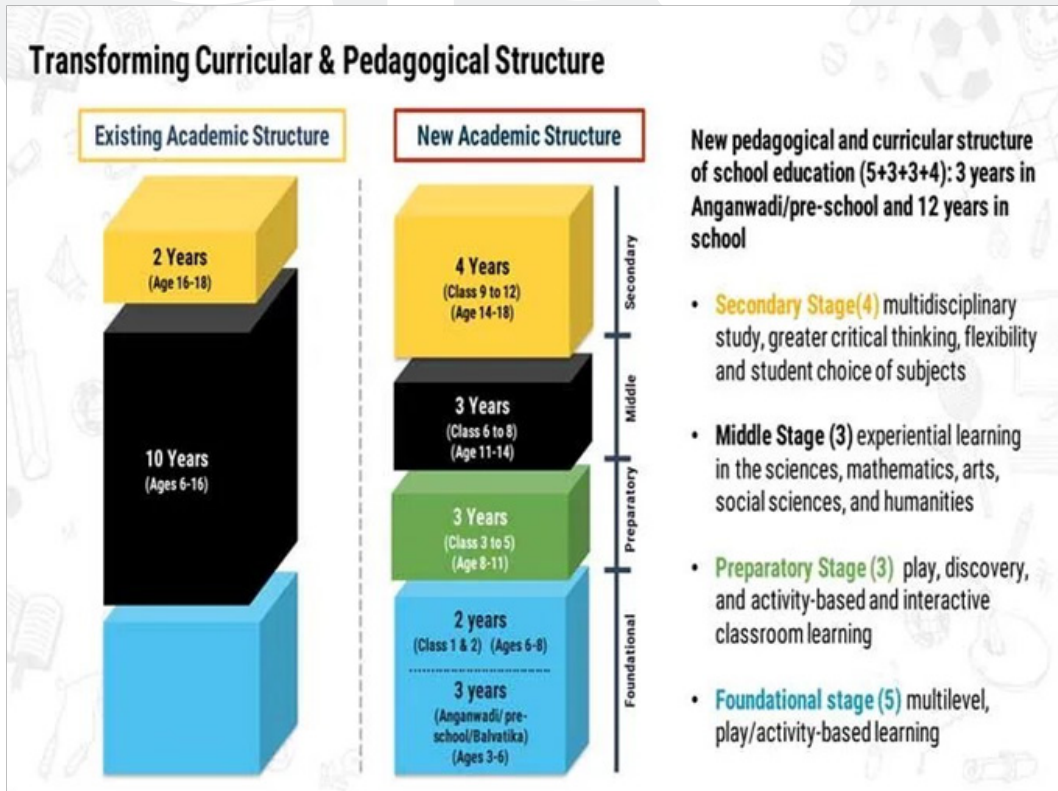 Transforming Curricular & Pedagogical Structure
Existing Academic Structure
2 Years
(Age 16-18)
10 Years
(Ages 6-16)
New Academic Structure
4 Years
(Class 9 to 12)
(Age 14-18)
Secondary
3 Years
(Class 6 to 8)
(Age 11-14)
Middle
3 Years
(Class 3 to 5)
(Age 8-11)
Preparatory
2 years
(Class 1 & 2) (Ages 6-8)
3 years
(Anganwadi/ pre-
school/Balvatika)
(Ages 3-6)
Foundational
New pedagogical and curricular structure
of school education (5+3+3+4): 3 years in
Anganwadi/pre-school and 12 years in
school
• Secondary Stage(4) multidisciplinary
study, greater critical thinking, flexibility
and student choice of subjects
• Middle Stage (3) experiential learning
in the sciences, mathematics, arts,
social sciences, and humanities
• Preparatory Stage (3) play, discovery,
and activity-based and interactive
classroom learning
• Foundational stage (5) multilevel,
play/activity-based learning